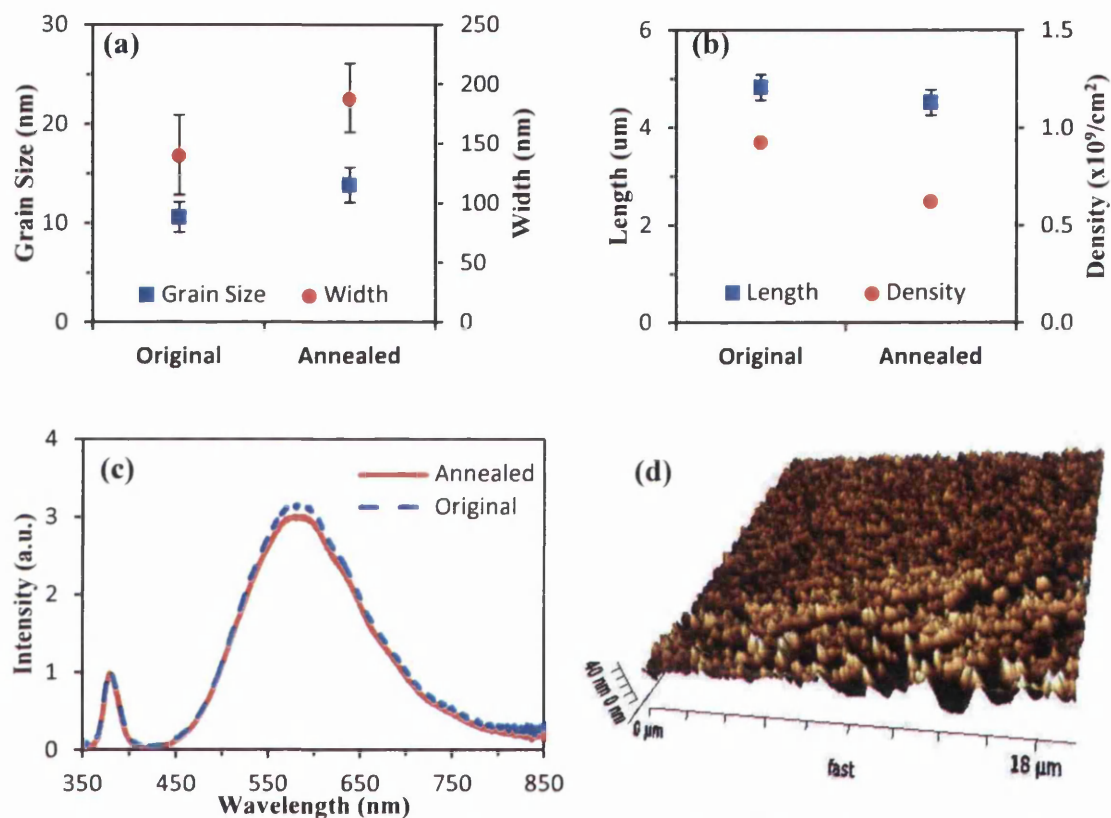 (a)
30
20
10
0
Grain Size (nm)
250
200
150
100
50
0
Width (nm)
Grain Size
Width
Original
Annealed
(b)
6
4
2
0
Length (um)
1.5
1.0
0.5
0.0
Density (x10⁹/cm²)
Length
Density
Original
Annealed
(c)
4
3
2
1
0
Intensity (a.u.)
Annealed
Original
350 450 550 650 750 850
Wavelength (nm)
(d)
40 nm 0 nm
0 µm
fast
18 µm